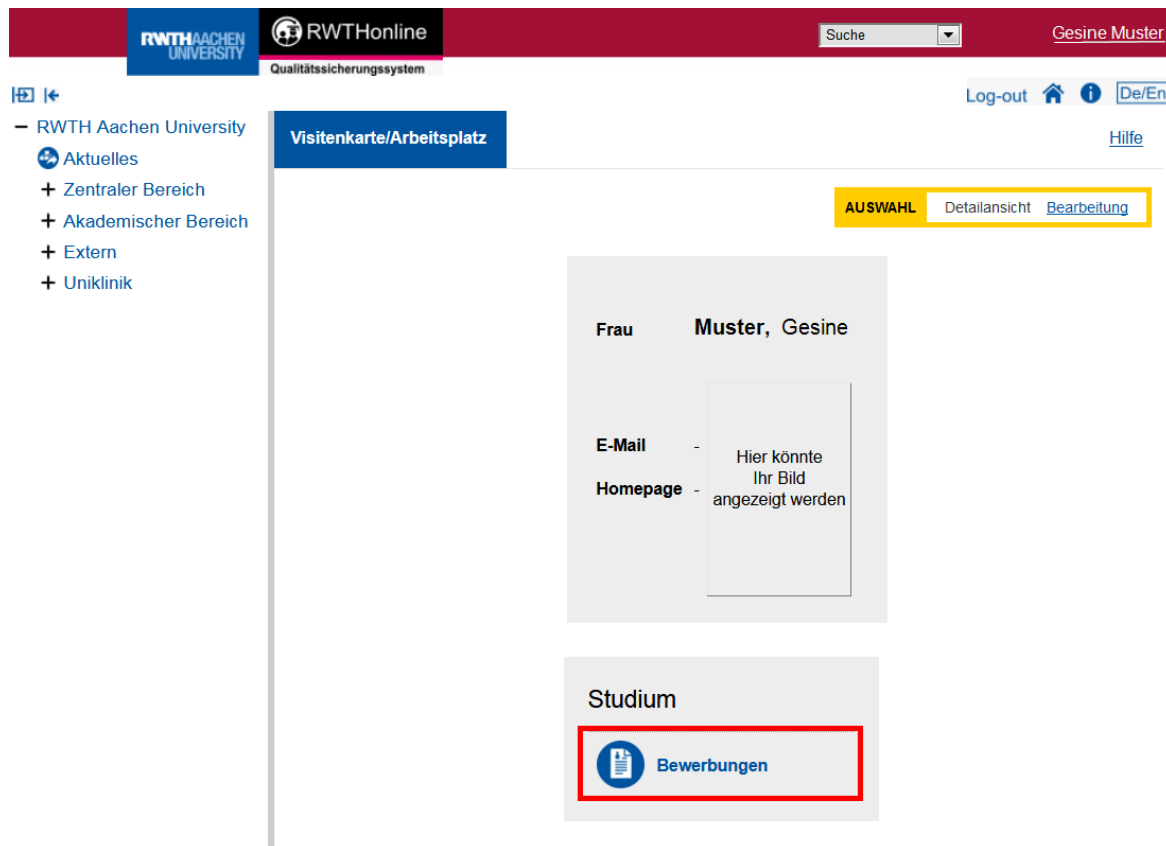 RWTHAACHEN
UNIVERSITY
RWTHonline
Qualitätssicherungssystem
Suche
Gesine Muster
Log-out
De/En
RWTH Aachen University
Aktuelles
Zentraler Bereich
Akademischer Bereich
Extern
Uniklinik
Visitenkarte/Arbeitsplatz
Hilfe
AUSWAHL Detailansicht Bearbeitung
Frau Muster, Gesine
E-Mail -
Homepage -
Hier könnte
Ihr Bild
angezeigt werden
Studium
Bewerbungen